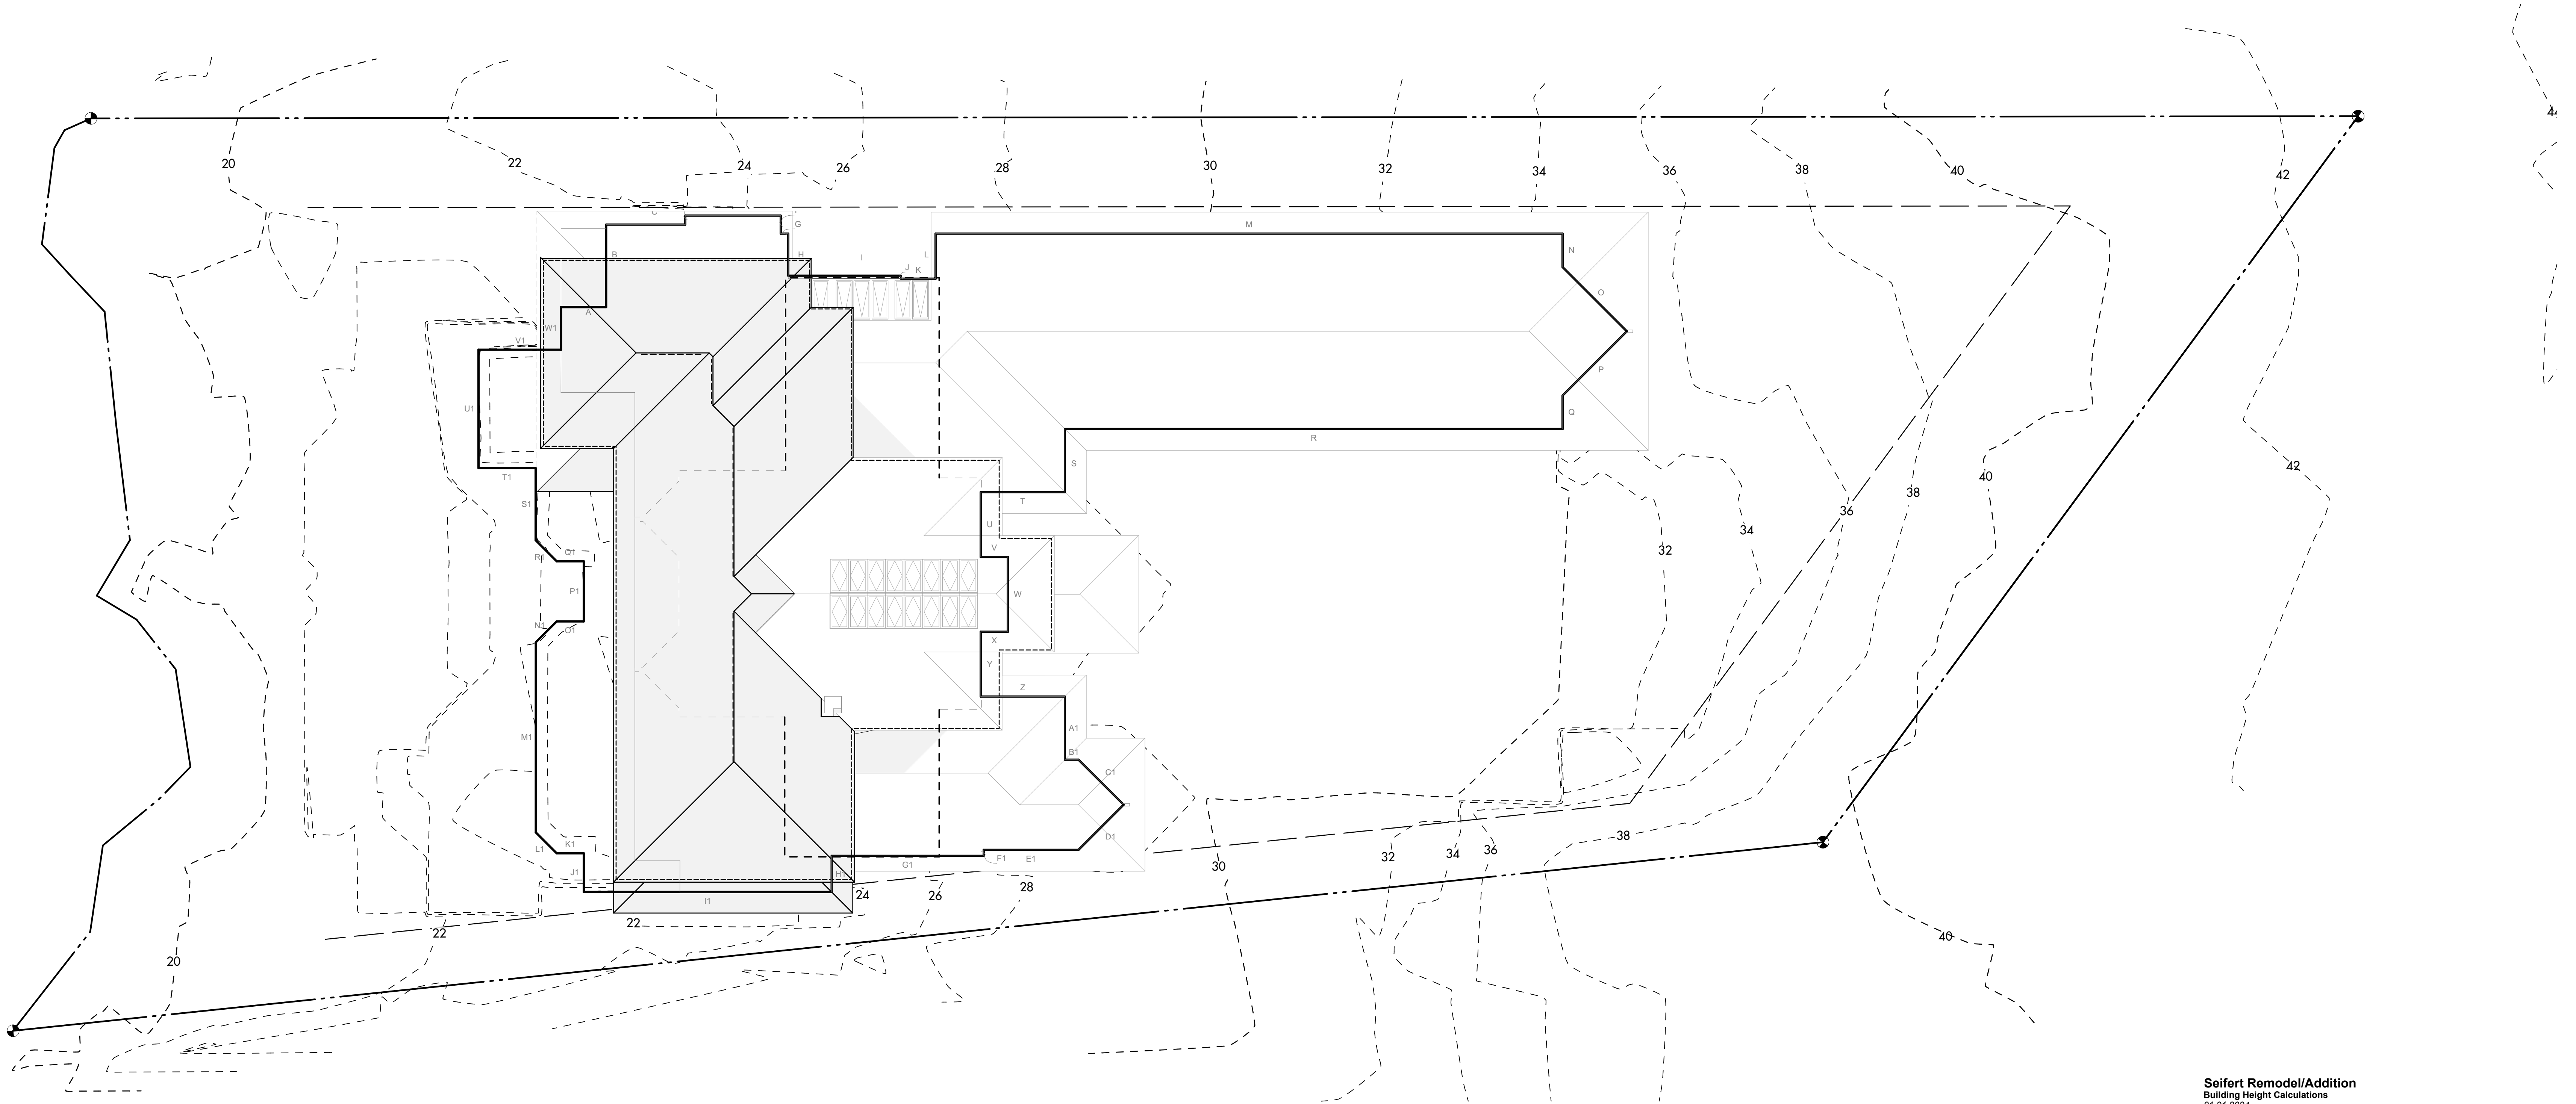 44
20
22
24
26
28
30
32
34
36
38
40
42
C
G
M
B
H
I
L
J
K
N
O
A
W1
V1
P
U1
Q
R
S
T1
42
40
38
36
34
32
S1
T
U
V
R1
Q1
P1
W
N1
O1
X
Y
Z
M1
A1
B1
C1
D1
L1
K1
J1
H1
G1
F1
E1
I1
38
36
34
32
30
28
26
24
22
22
20
40
Seifert Remodel/Addition
Building Height Calculations